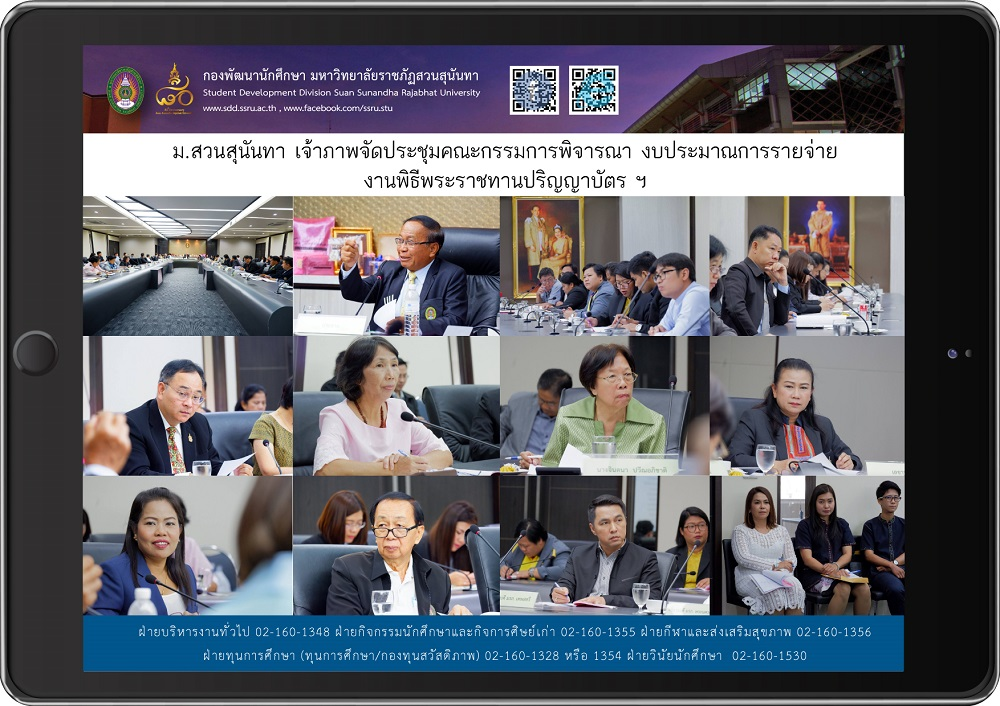 กองพัฒนานักศึกษา มหาวิทยาลัยราชภัฏสวนสุนันทา
Student Development Division Suan Sunandha Rajabhat University
www.sdd.ssru.ac.th , www.facebook.com/ssru.stu
ม.สวนสุนันทา เจ้าภาพจัดประชุมคณะกรรมการพิจารณา งบประมาณการรายจ่าย
งานพิธีพระราชทานปริญญาบัตร ฯ
ฝ่ายบริหารงานทั่วไป 02-160-1348 ฝ่ายกิจกรรมนักศึกษาและกิจการศิษย์เก่า 02-160-1355 ฝ่ายกีฬาและส่งเสริมสุขภาพ 02-160-1356
ฝ่ายทุนการศึกษา (ทุนการศึกษา/กองทุนสวัสดิภาพ) 02-160-1328 หรือ 1354 ฝ่ายวินัยนักศึกษา 02-160-1530